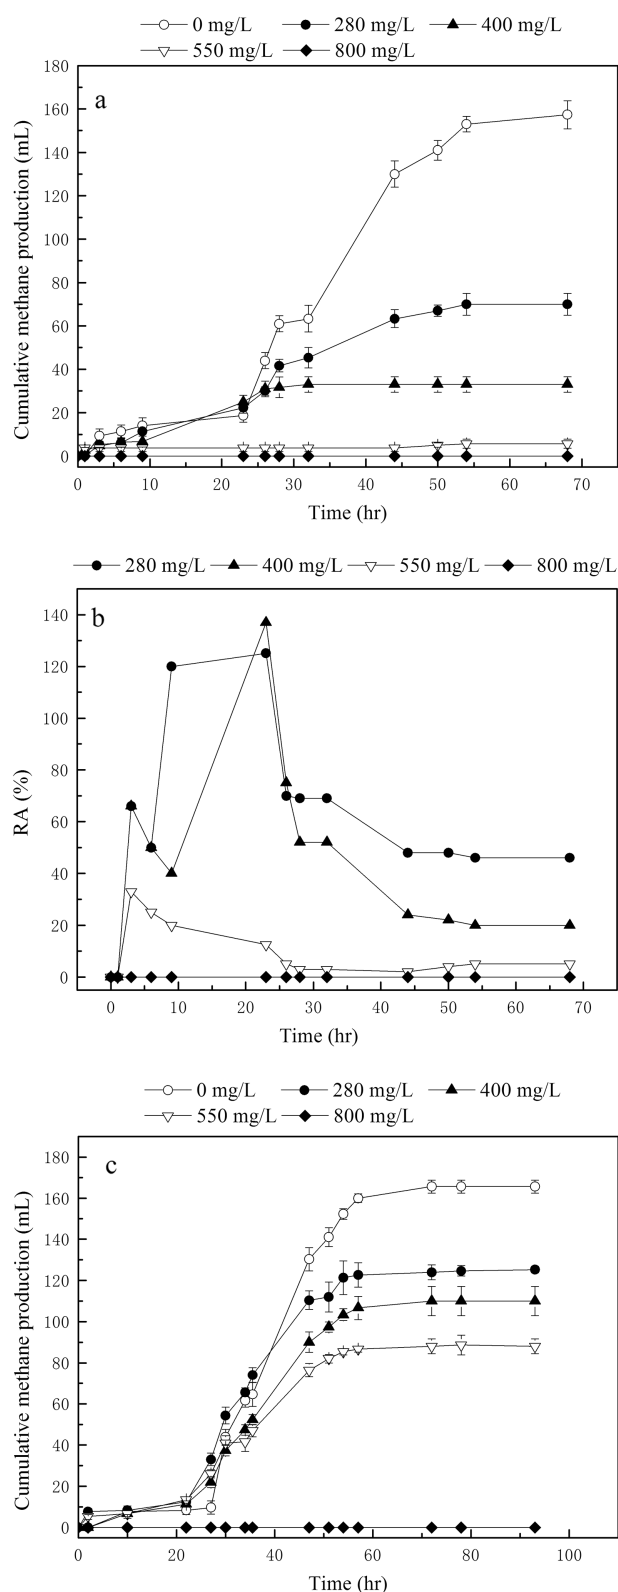 0 mg/L 280 mg/L 400 mg/L
550 mg/L 800 mg/L
180
a
160
140
120
100
80
60
40
20
0
Cumulative methane production (mL)
0 10 20 30 40 50 60 70
Time (hr)
280 mg/L 400 mg/L 550 mg/L 800 mg/L
b
140
120
100
80
60
40
20
0
RA (%)
0 10 20 30 40 50 60 70
Time (hr)
0 mg/L 280 mg/L 400 mg/L
550 mg/L 800 mg/L
c
180
160
140
120
100
80
60
40
20
0
Cumulative methane production (mL)
0 20 40 60 80 100
Time (hr)